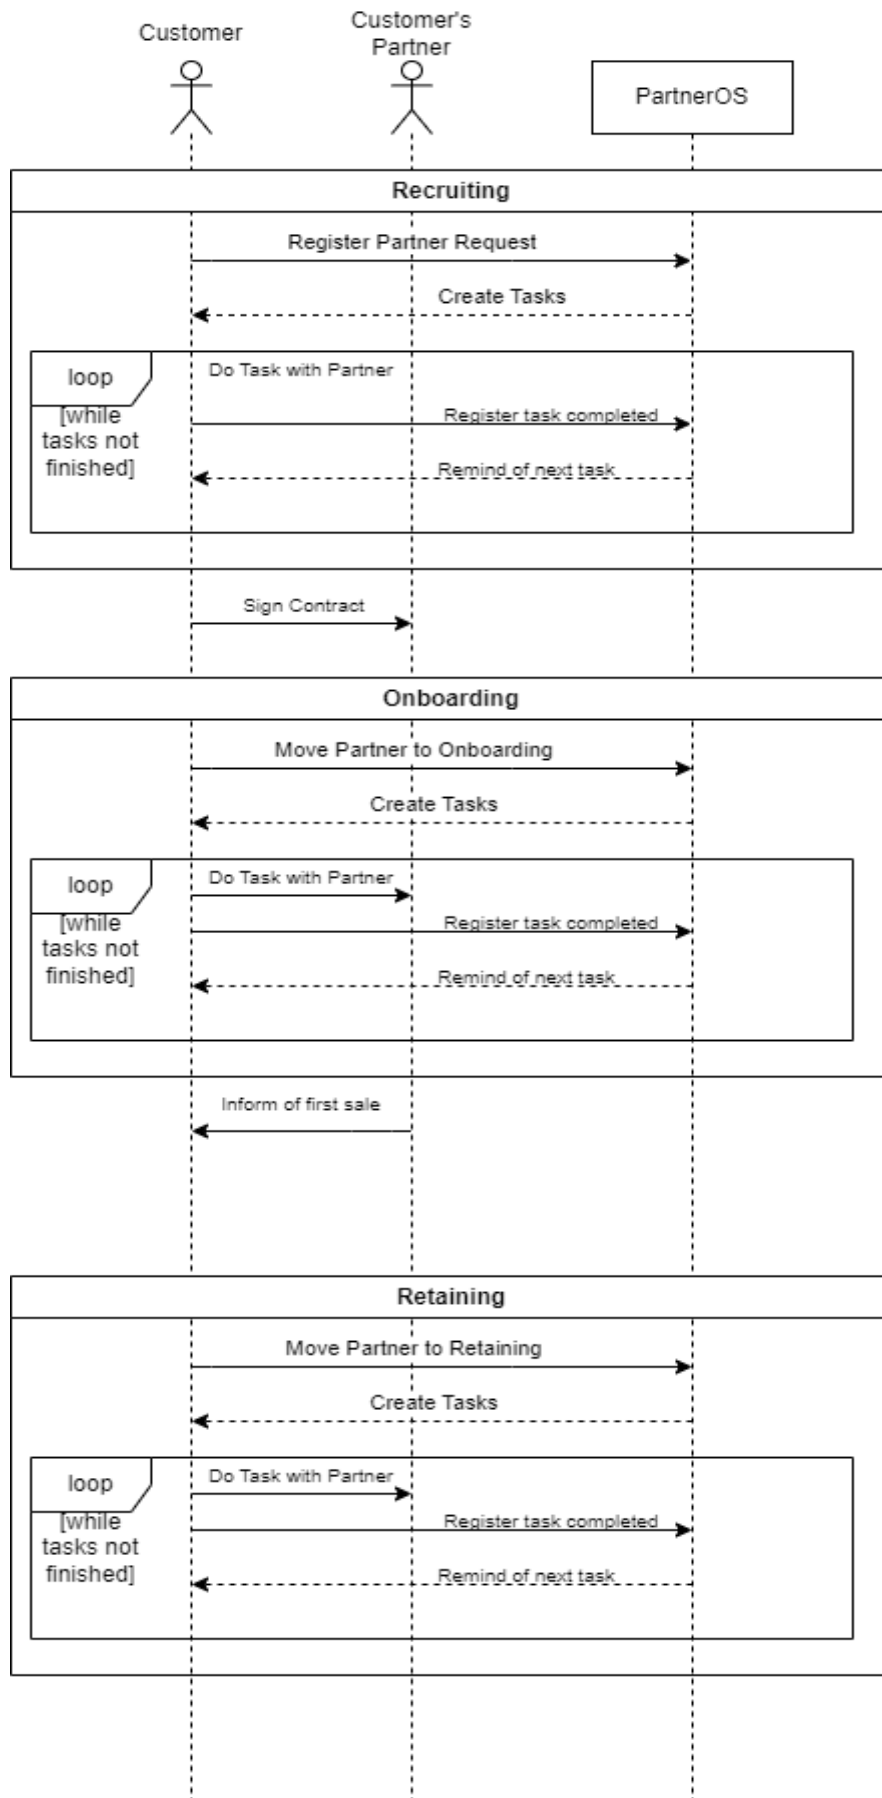 Customer
Customer's
Partner
PartnerOS
Recruiting
Register Partner Request
Create Tasks
loop
Do Task with Partner
[while
tasks not
finished]
Register task completed
Remind of next task
Sign Contract
Onboarding
Move Partner to Onboarding
Create Tasks
loop
Do Task with Partner
[while
tasks not
finished]
Register task completed
Remind of next task
Inform of first sale
Retaining
Move Partner to Retaining
Create Tasks
loop
Do Task with Partner
[while
tasks not
finished]
Register task completed
Remind of next task